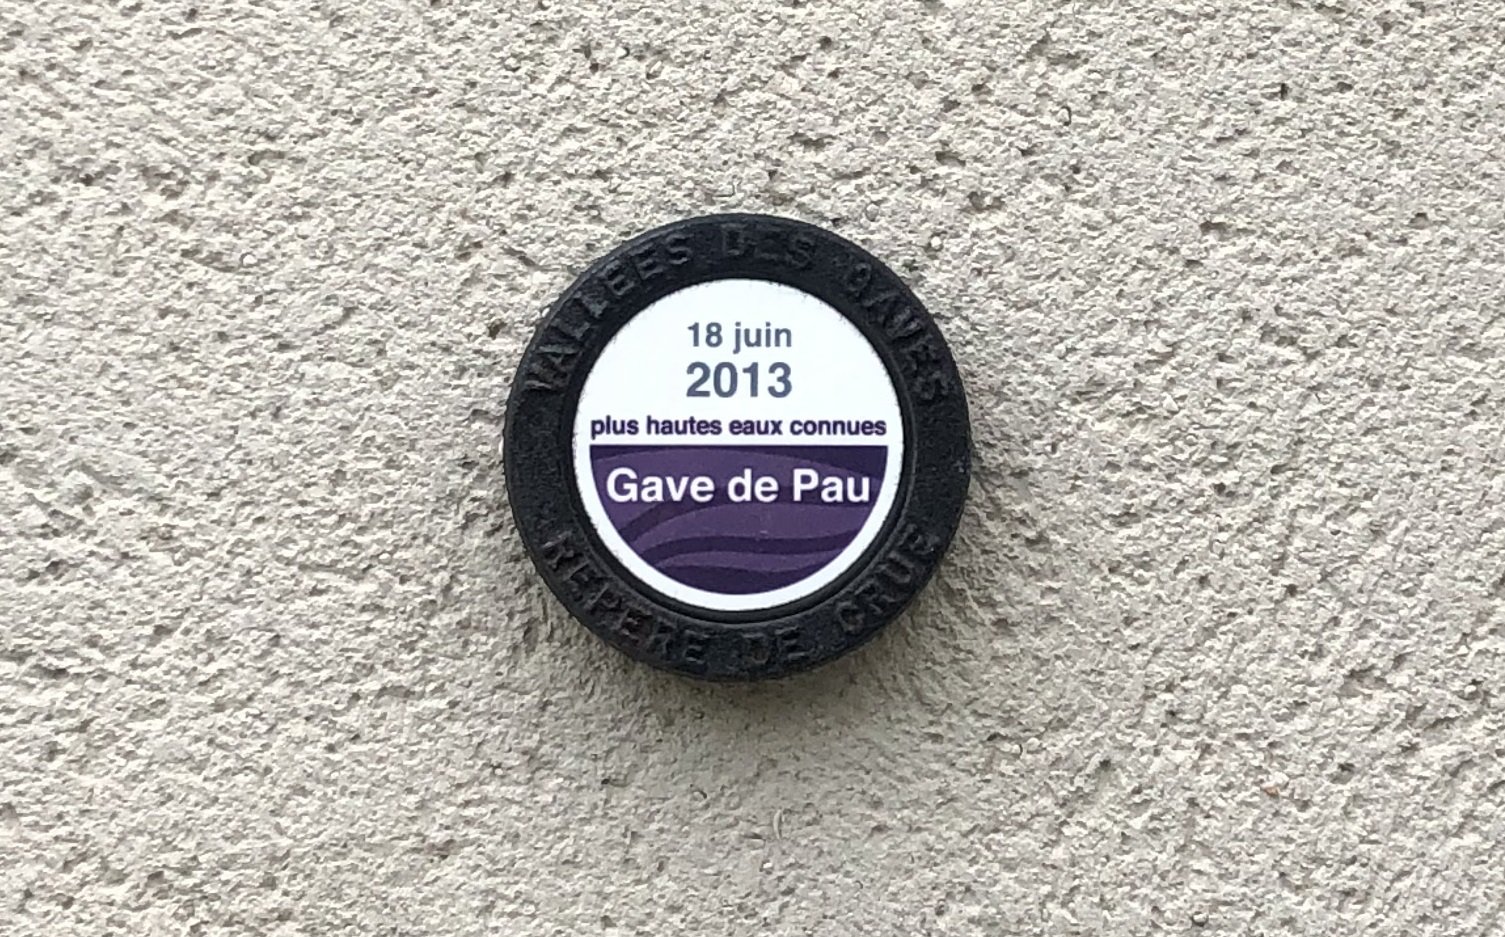 VALLEES DES GAVES
18 juin
2013
plus hautes eaux connues
Gave de Pau
REPERE DE CRUE